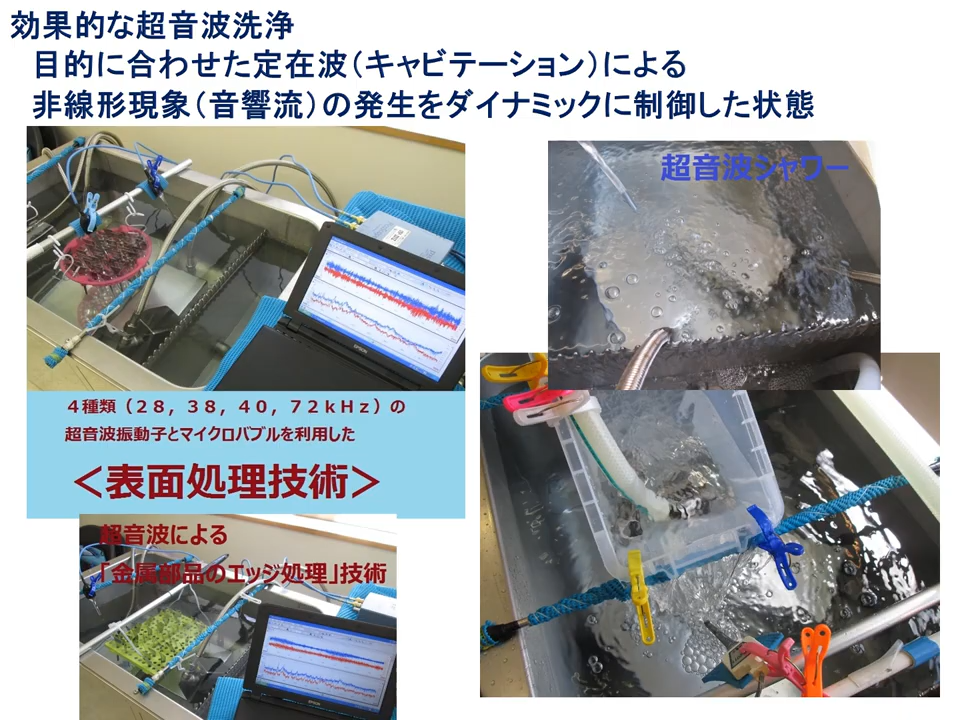 効果的な超音波洗浄
目的に合わせた定在波（キャビテーション）による
非線形現象（音響流）の発生をダイナミックに制御した状態
超音波シャワー
４種類（２８，３８，４０，７２ｋＨｚ）の
超音波振動子とマイクロバブルを利用した
＜表面処理技術＞
超音波による
「金属部品のエッジ処理」技術
EPSON
EPSON